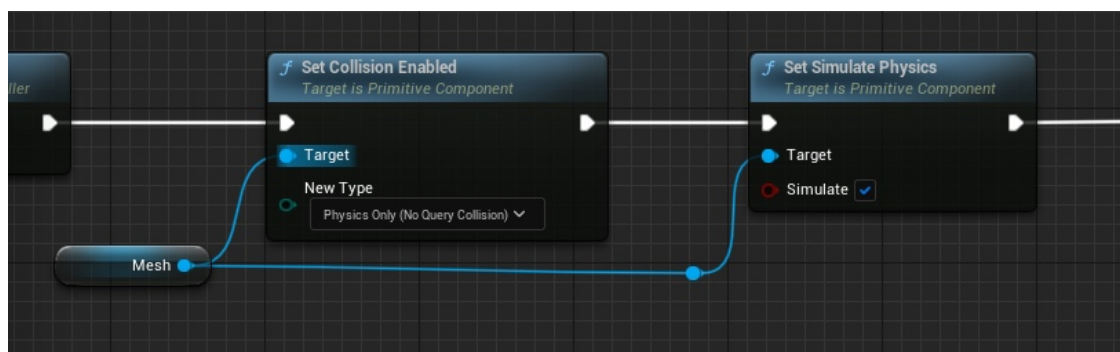 ller
Set Collision Enabled
Target is Primitive Component
Target
New Type
Physics Only (No Query Collision)
Mesh
Set Simulate Physics
Target is Primitive Component
Target
Simulate